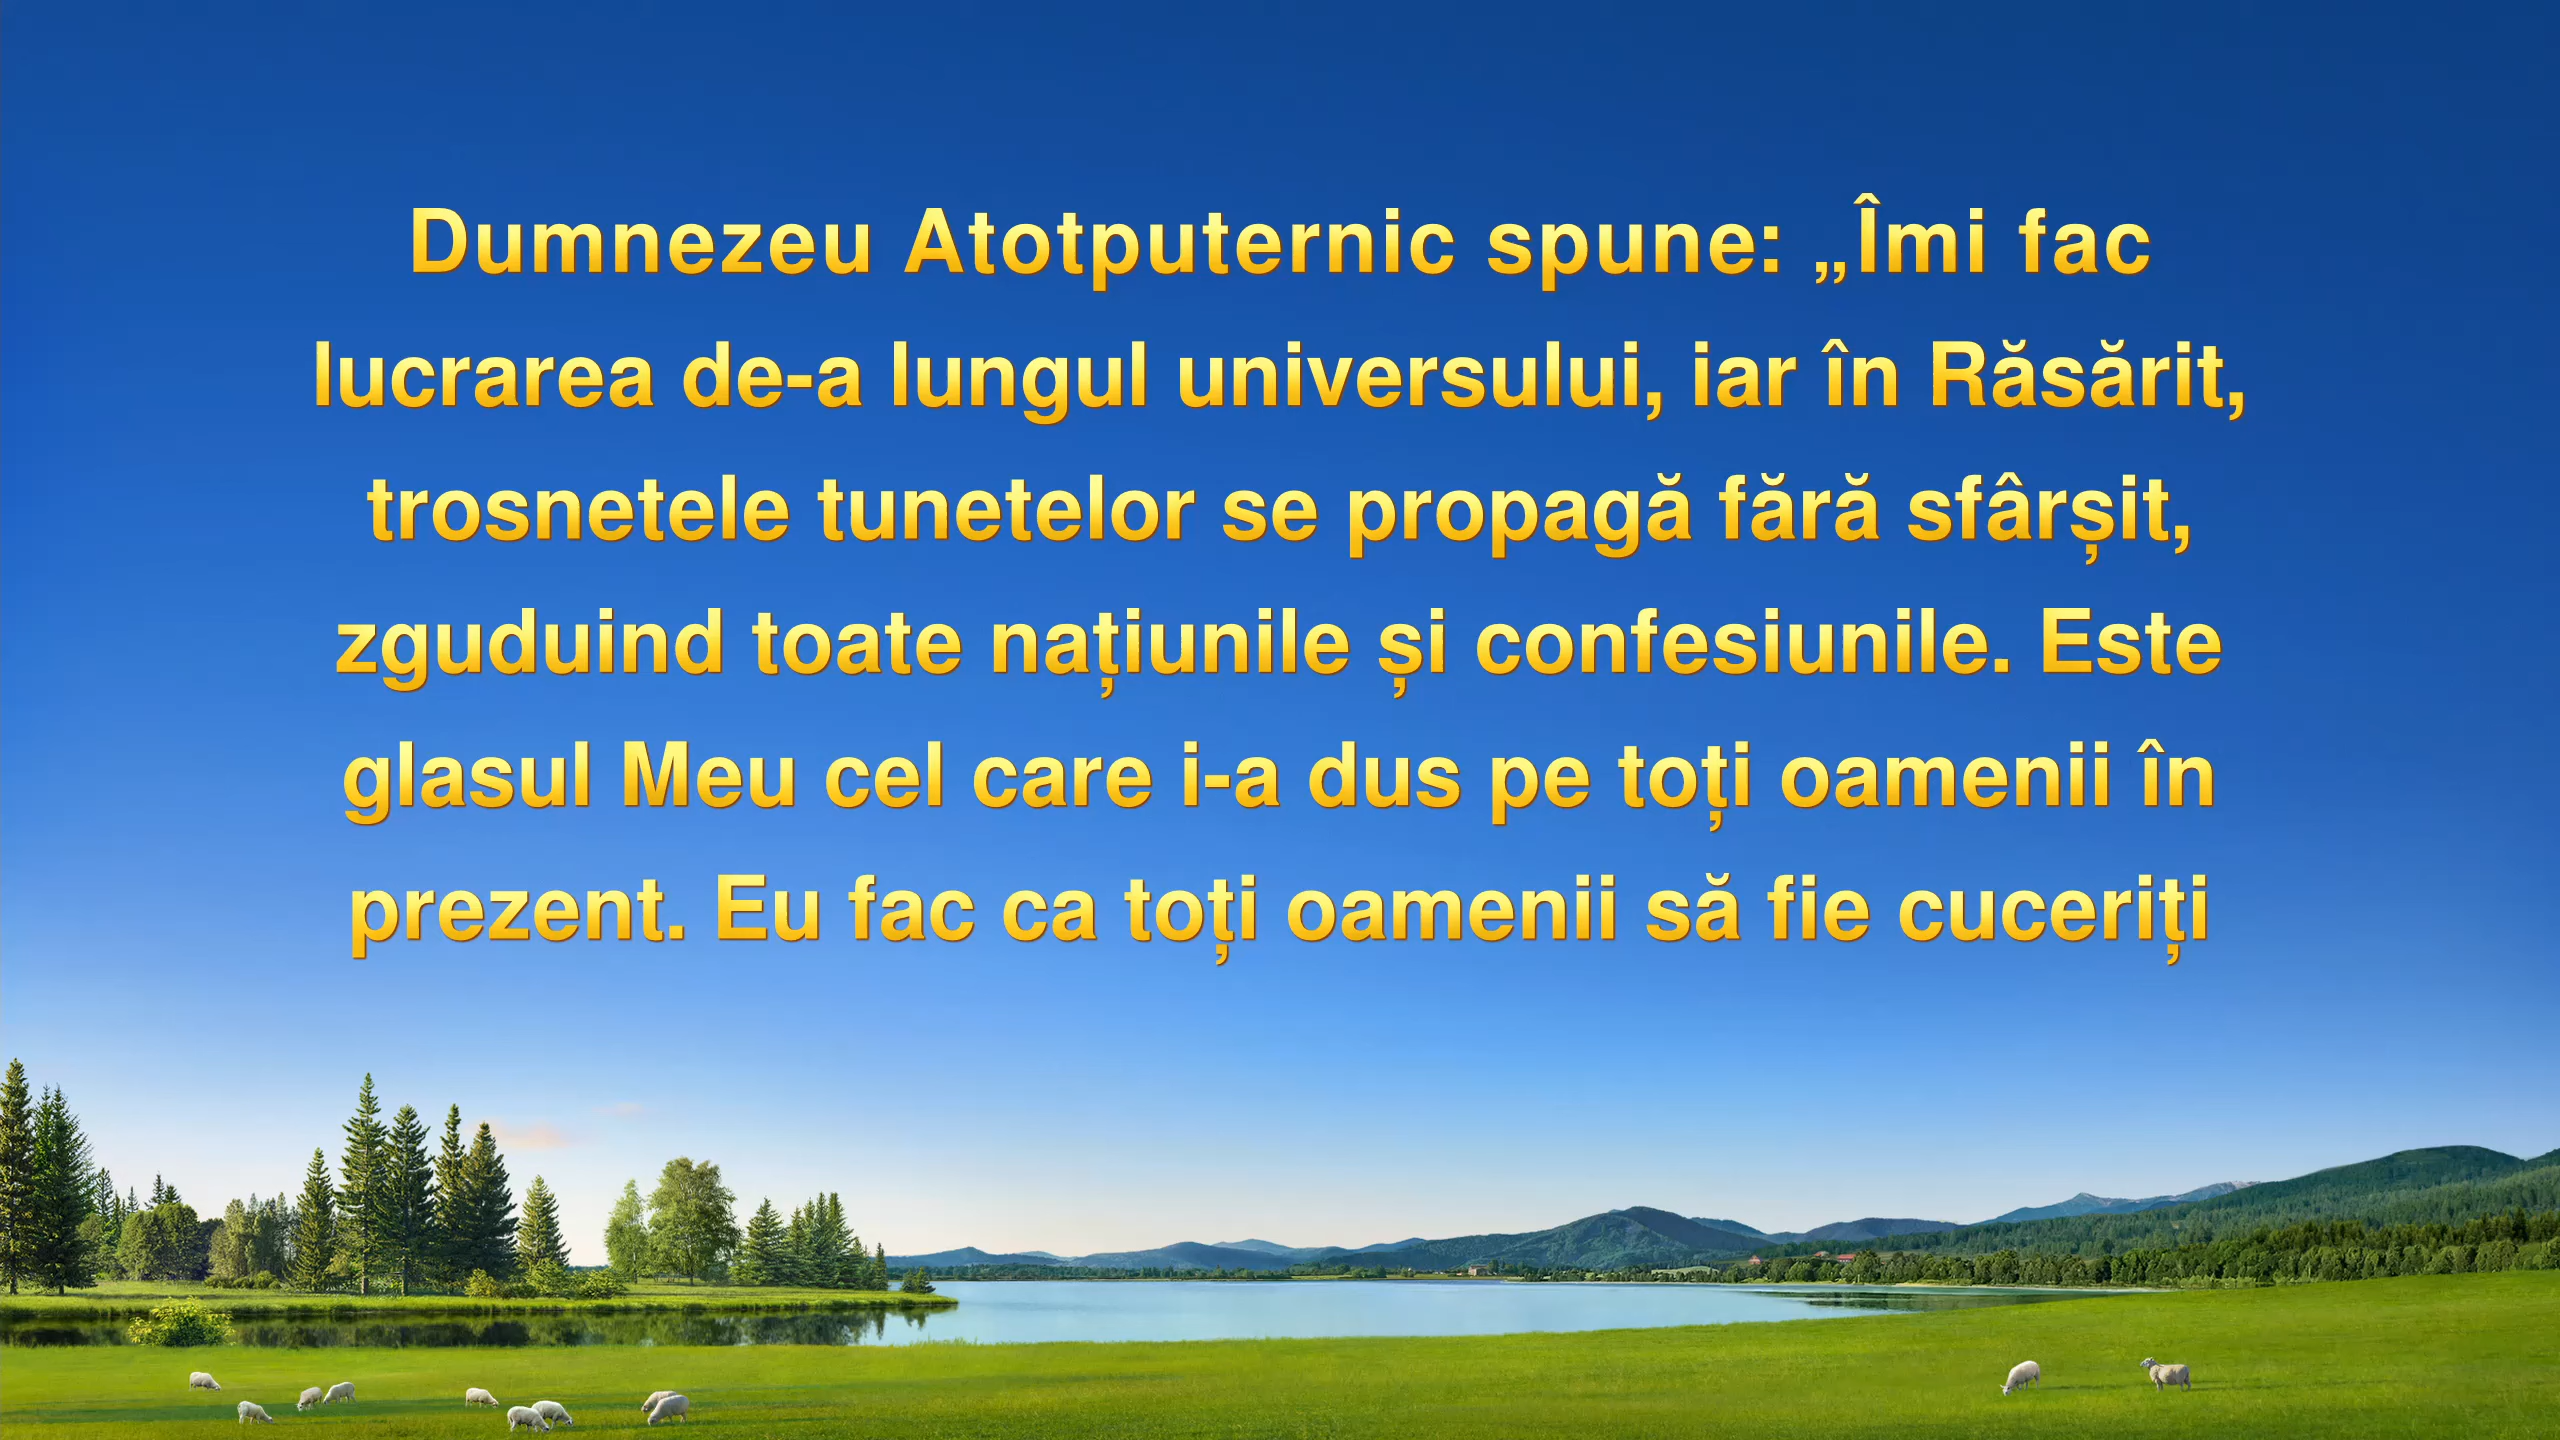 Dumnezeu Atotputernic spune: „Îmi fac
lucrarea de-a lungul universului, iar în Răsărit,
trosnetele tunetelor se propagă fără sfârșit,
zguduind toate națiunile și confesiunile. Este
glasul Meu cel care i-a dus pe toți oamenii în
prezent. Eu fac ca toți oamenii să fie cuceriți